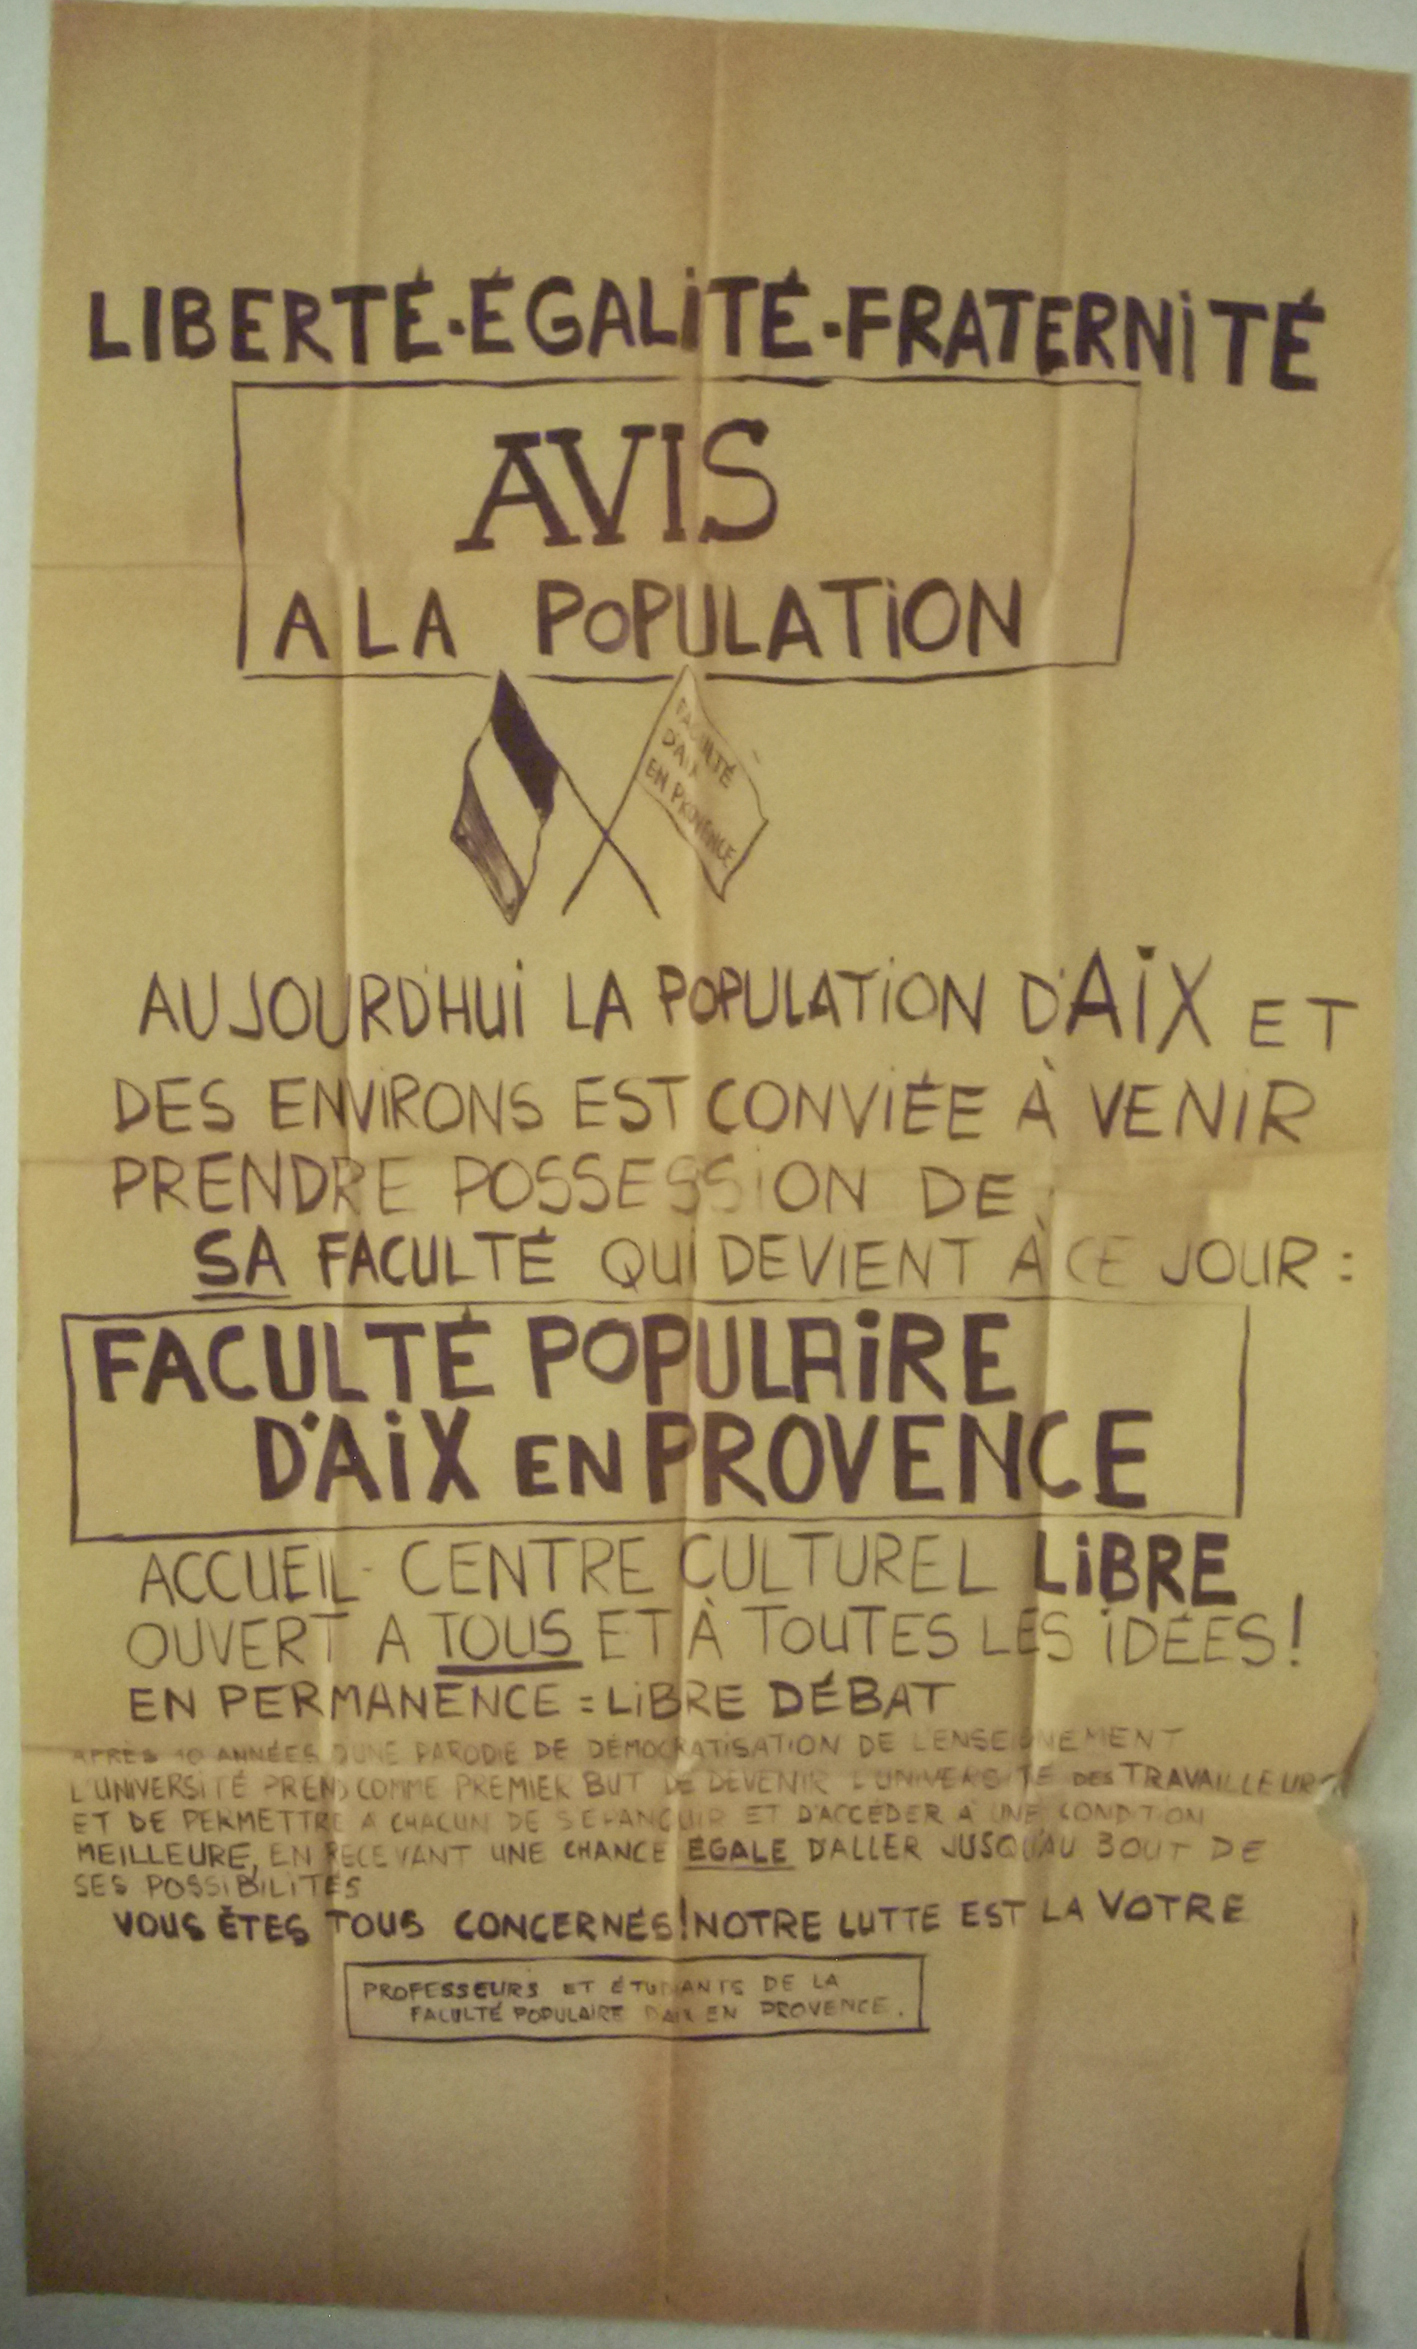 LIBERTÉ-ÉGALITÉ-FRATERNITÉ
AVIS
A LA POPULATION
FACULTÉ
D'AIX
EN PROVENCE
AUJOURD'HUI LA POPULATION D'AIX ET
DES ENVIRONS EST CONVIÉE À VENIR
PRENDRE POSSESSION DE
SA FACULTÉ QUI DEVIENT À CE JOUR :
FACULTÉ POPULAIRE
D'AIX EN PROVENCE
ACCUEIL - CENTRE CULTUREL LIBRE
OUVERT A TOUS ET À TOUTES LES IDÉES!
EN PERMANENCE = LIBRE DÉBAT
APRÈS 10 ANNÉES D'UNE PARODIE DE DÉMOCRATISATION DE L'ENSEIGNEMENT
L'UNIVERSITÉ PREND COMME PREMIER BUT DE DEVENIR L'UNIVERSITÉ DES TRAVAILLEURS
ET DE PERMETTRE A CHACUN DE S'EPANOUIR ET D'ACCÉDER A UNE CONDITION
MEILLEURE, EN RECEVANT UNE CHANCE ÉGALE D'ALLER JUSQU'AU BOUT DE
SES POSSIBILITÉS
VOUS ÊTES TOUS CONCERNÉS! NOTRE LUTTE EST LA VOTRE
PROFESSEURS ET ÉTUDIANTS DE LA
FACULTÉ POPULAIRE D'AIX EN PROVENCE.